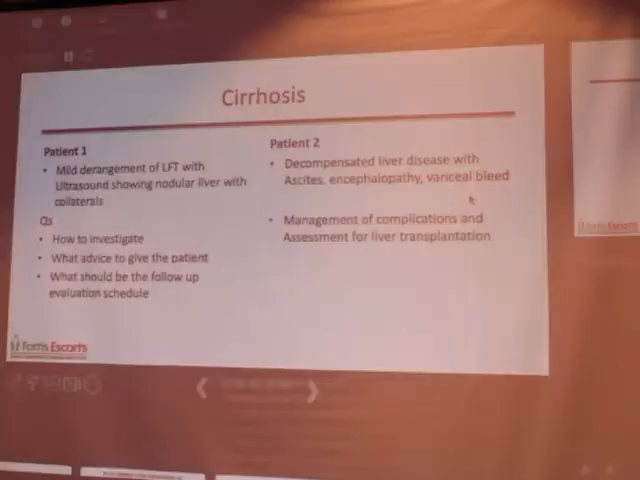 Cirrhosis
Patient 1
• Mild derangement of LFT with
Ultrasound showing nodular liver with
collaterals
Qs
• How to investigate
• What advice to give the patient
• What should be the follow up
evaluation schedule
Patient 2
• Decompensated liver disease with
Ascites, encephalopathy, variceal bleed
• Management of complications and
Assessment for liver transplantation
Fortis Escorts